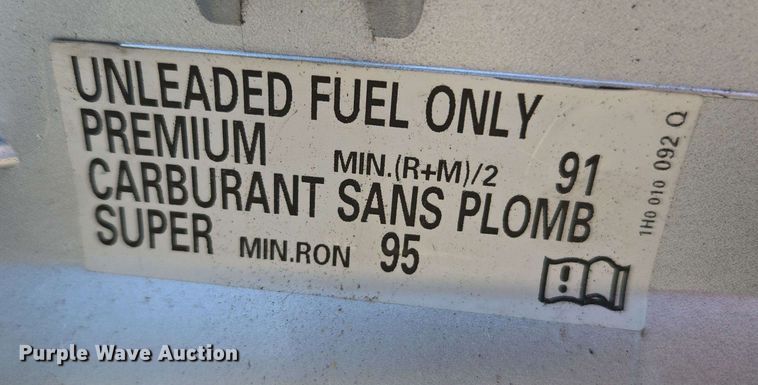 UNLEADED FUEL ONLY
PREMIUM MIN.(R+M)/2 91
CARBURANT SANS PLOMB
SUPER MIN.RON 95
1H0 010 092 Q
Purple Wave Auction